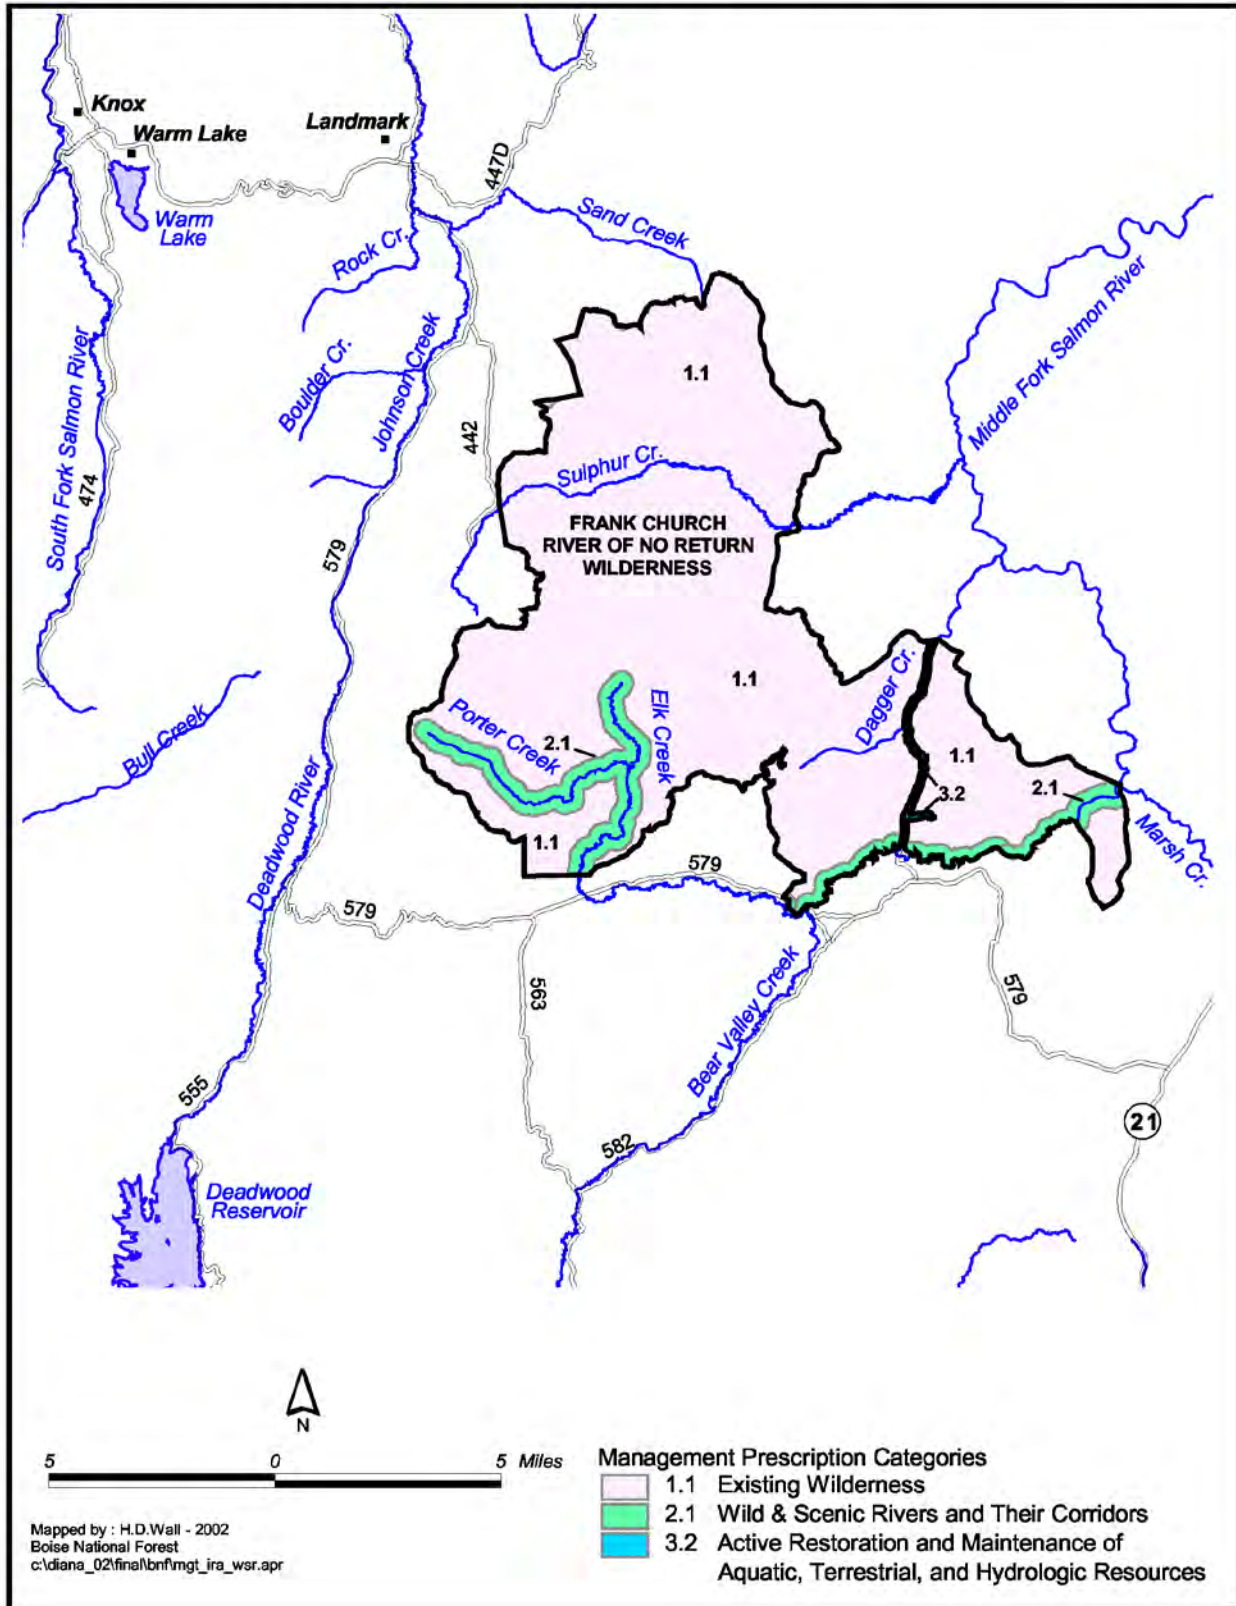 Knox
Warm Lake
Landmark
447D
Warm
Lake
Sand Creek
Rock Cr.
Boulder Cr.
Johnson Creek
South Fork Salmon River
474
442
Middle Fork Salmon River
1.1
Sulphur Cr.
FRANK CHURCH
RIVER OF NO RETURN
WILDERNESS
579
Bull Creek
Deadwood River
Porter Creek
2.1
Elk Creek
1.1
Dagger Cr.
1.1
3.2
2.1
Marsh Cr.
1.1
579
579
563
Bear Valley Creek
579
555
582
21
Deadwood
Reservoir
N
5 0 5 Miles
Management Prescription Categories
1.1 Existing Wilderness
2.1 Wild & Scenic Rivers and Their Corridors
3.2 Active Restoration and Maintenance of
Aquatic, Terrestrial, and Hydrologic Resources
Mapped by : H.D.Wall - 2002
Boise National Forest
c:\diana_02\final\bnf\mgt_ira_wsr.apr